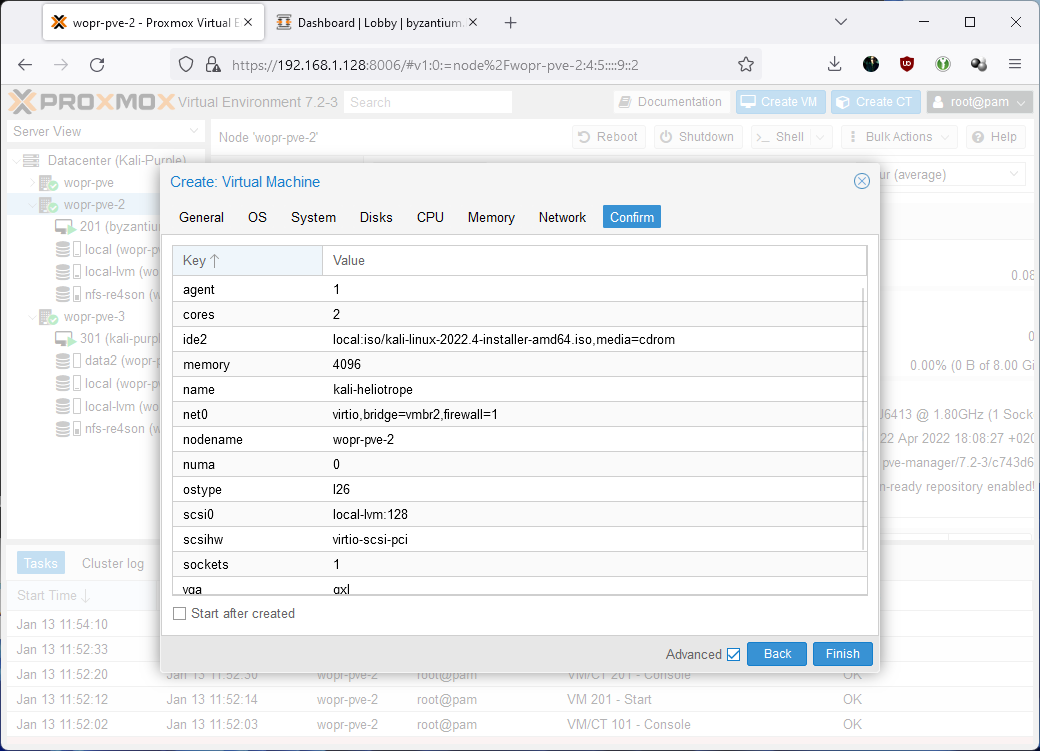 wopr-pve-2 - Proxmox Virtual E
Dashboard | Lobby | byzantium.
https://192.168.1.128:8006/#v1:0:=node%2Fwopr-pve-2:4:5::::9::2
PROXMOX Virtual Environment 7.2-3
Search
Documentation
Create VM
Create CT
root@pam
Server View
Node 'wopr-pve-2'
Reboot
Shutdown
Shell
Bulk Actions
Help
Datacenter (Kali-Purple)
wopr-pve
wopr-pve-2
201 (byzantiu
local (wopr-p
local-lvm (wo
nfs-re4son (w
wopr-pve-3
301 (kali-purpl
data2 (wopr-p
local (wopr-p
local-lvm (wo
nfs-re4son (w
ur (average)
0.08
0
0.00% (0 B of 8.00 Gi
J6413 @ 1.80GHz (1 Sock
22 Apr 2022 18:08:27 +020
pve-manager/7.2-3/c743d6
n-ready repository enabled!
Create: Virtual Machine
General
OS
System
Disks
CPU
Memory
Network
Confirm
Key Value
agent 1
cores 2
ide2 local:iso/kali-linux-2022.4-installer-amd64.iso,media=cdrom
memory 4096
name kali-heliotrope
net0 virtio,bridge=vmbr2,firewall=1
nodename wopr-pve-2
numa 0
ostype l26
scsi0 local-lvm:128
scsihw virtio-scsi-pci
sockets 1
vga qxl
Start after created
Advanced
Back
Finish
Tasks
Cluster log
Start Time
Jan 13 11:54:10
Jan 13 11:52:33
Jan 13 11:52:20 Jan 13 11:52:30 wopr-pve-2 root@pam VM/CT 201 - Console OK
Jan 13 11:52:12 Jan 13 11:52:14 wopr-pve-2 root@pam VM 201 - Start OK
Jan 13 11:52:02 Jan 13 11:52:03 wopr-pve-2 root@pam VM/CT 101 - Console OK